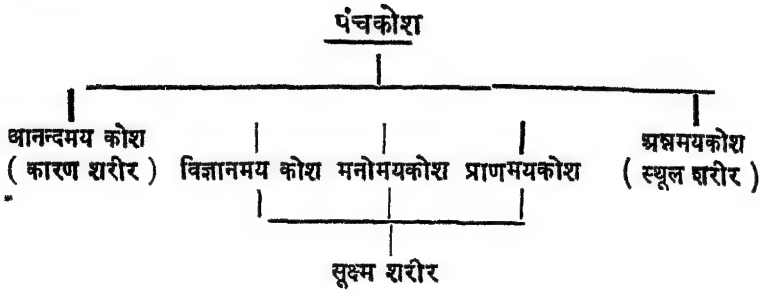 पंचकोश
आनन्दमय कोश
( कारण शरीर )
विज्ञानमय कोश मनोमयकोश प्राणमयकोश
अन्नमयकोश
( स्थूल शरीर )
सूक्ष्म शरीर